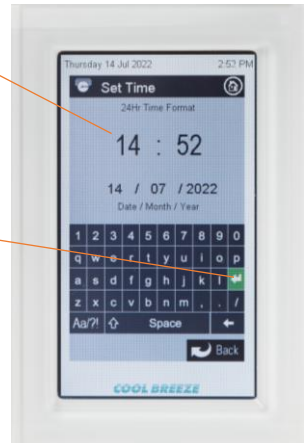 Thursday 14 Jul 2022 2:52 PM
Set Time
24Hr Time Format
14 : 52
14 / 07 / 2022
Date / Month / Year
1 2 3 4 5 6 7 8 9 0
q w e r t y u i o p
a s d f g h j k l
z x c v b n m , . /
Aa/?! Space
Back
COOL BREEZE